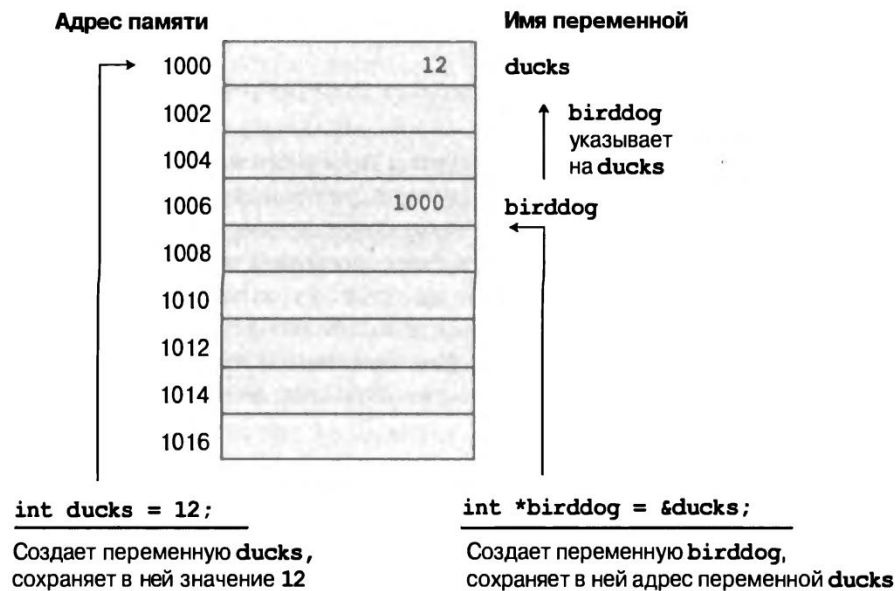 Адрес памяти
Имя переменной
1000 12 ducks
1002
1004
1006 1000 birddog
1008
1010
1012
1014
1016
birddog
указывает
на ducks
int ducks = 12;
Создает переменную ducks,
сохраняет в ней значение 12
int *birddog = &ducks;
Создает переменную birddog,
сохраняет в ней адрес переменной ducks